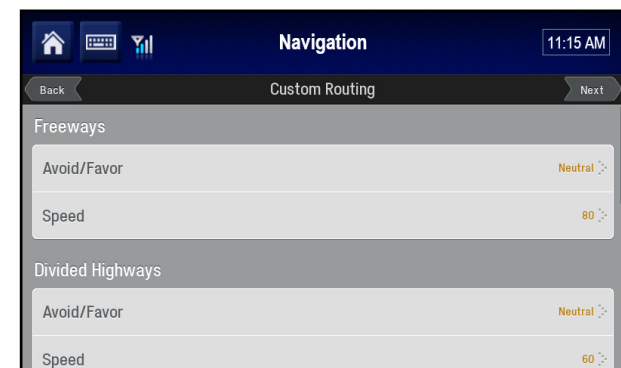 Navigation
11:15 AM
Back
Custom Routing
Next
Freeways
Avoid/Favor Neutral
Speed 80
Divided Highways
Avoid/Favor Neutral
Speed 60